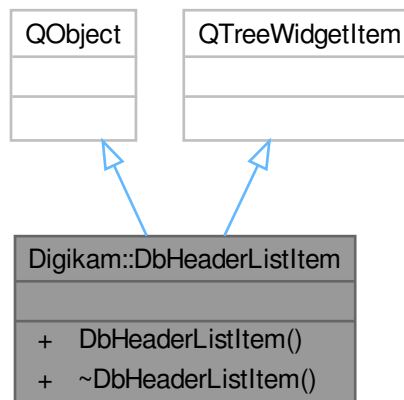 QObject
QTreeWidgetItem
Digikam::DbHeaderListItem
+ DbHeaderListItem()
+ ~DbHeaderListItem()